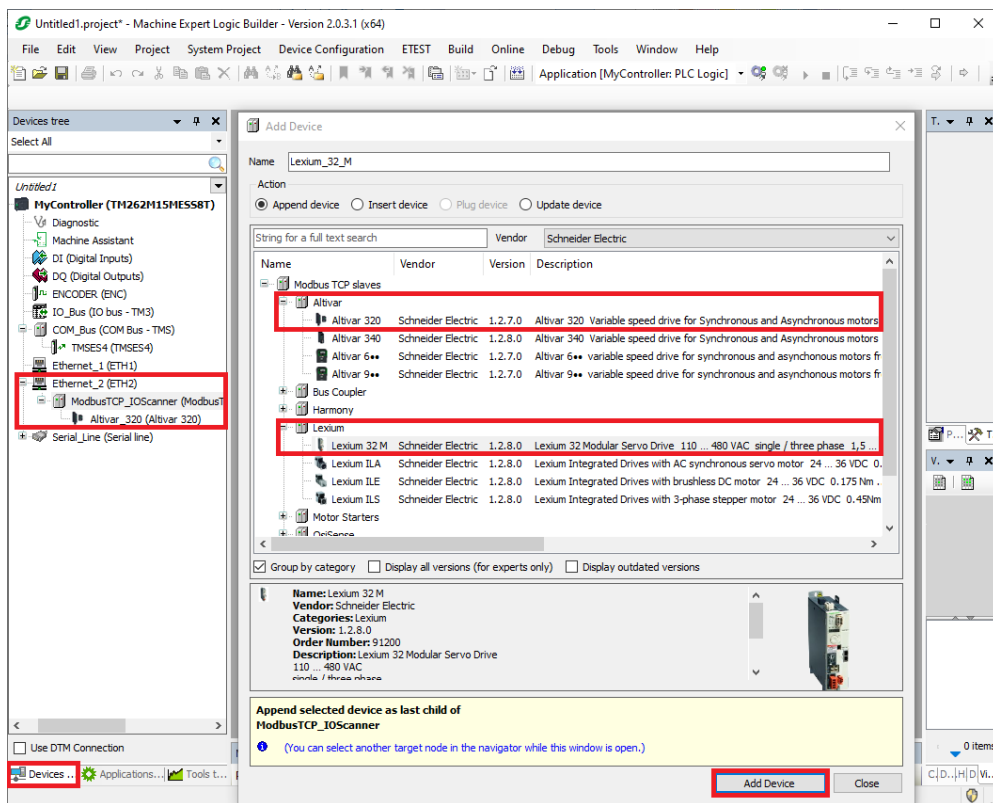 Untitled1.project* - Machine Expert Logic Builder - Version 2.0.3.1 (x64)
File Edit View Project System Project Device Configuration ETEST Build Online Debug Tools Window Help
Application [MyController: PLC Logic]
Devices tree
Select All
Untitled1
MyController (TM262M15MESS8T)
Diagnostic
Machine Assistant
DI (Digital Inputs)
DQ (Digital Outputs)
ENCODER (ENC)
IO_Bus (IO bus - TM3)
COM_Bus (COM Bus - TMS)
TMSES4 (TMSES4)
Ethernet_1 (ETH1)
Ethernet_2 (ETH2)
ModbusTCP_IOScanner (ModbusT
Altivar_320 (Altivar 320)
Serial_Line (Serial line)
Use DTM Connection
Devices ... Applications... Tools t...
Add Device
Name Lexium_32_M
Action
Append device Insert device Plug device Update device
String for a full text search Vendor Schneider Electric
Name Vendor Version Description
Modbus TCP slaves
Altivar
Altivar 320 Schneider Electric 1.2.7.0 Altivar 320 Variable speed drive for Synchronous and Asynchronous motors
Altivar 340 Schneider Electric 1.2.8.0 Altivar 340 Variable speed drive for Synchronous and Asynchronous motors
Altivar 6•• Schneider Electric 1.2.7.0 Altivar 6•• variable speed drive for synchronous and asynchonous motors fr
Altivar 9•• Schneider Electric 1.2.7.0 Altivar 9•• variable speed drive for synchronous and asynchonous motors fr
Bus Coupler
Harmony
Lexium
Lexium 32 M Schneider Electric 1.2.8.0 Lexium 32 Modular Servo Drive 110 ... 480 VAC single / three phase 1,5 ...
Lexium ILA Schneider Electric 1.2.8.0 Lexium Integrated Drives with AC synchronous servo motor 24 ... 36 VDC 0.
Lexium ILE Schneider Electric 1.2.8.0 Lexium Integrated Drives with brushless DC motor 24 ... 36 VDC 0.175 Nm .
Lexium ILS Schneider Electric 1.2.8.0 Lexium Integrated Drives with 3-phase stepper motor 24 ... 36 VDC 0.45Nm
Motor Starters
OsiSense
Group by category Display all versions (for experts only) Display outdated versions
Name: Lexium 32 M
Vendor: Schneider Electric
Categories: Lexium
Version: 1.2.8.0
Order Number: 91200
Description: Lexium 32 Modular Servo Drive
110 ... 480 VAC
single / three phase
Append selected device as last child of
ModbusTCP_IOScanner
(You can select another target node in the navigator while this window is open.)
Add Device Close
T.
P... T
V.
0 items
C. D.. H D Vi..